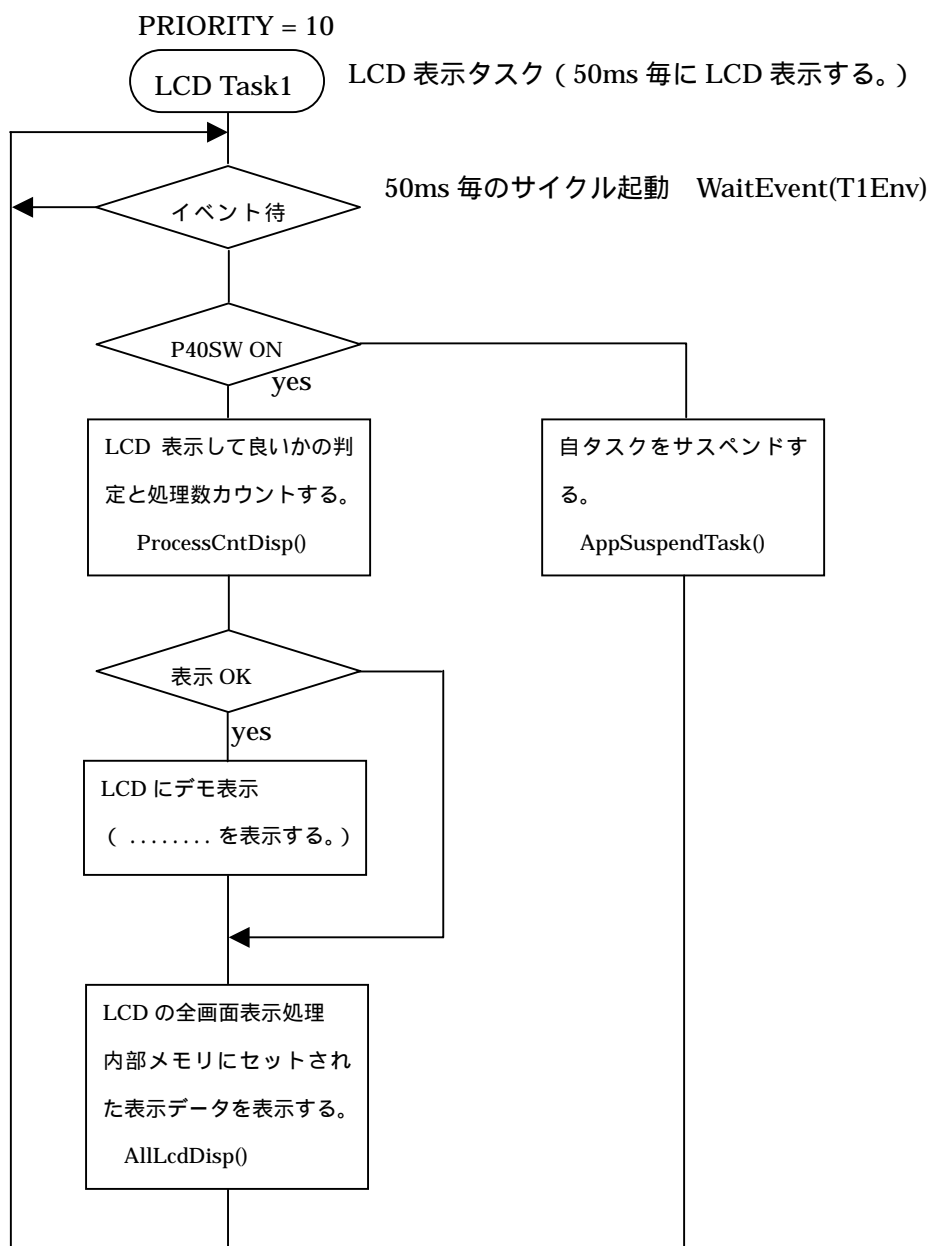 PRIORITY = 10
LCD Task1
LCD 表示タスク ( 50ms 毎に LCD 表示する。)
イベント待
50ms 毎のサイクル起動 WaitEvent(T1Env)
P40SW ON
yes
LCD 表示して良いかの判
定と処理数カウントする。
ProcessCntDisp()
自タスクをサスペンドす
る。
AppSuspendTask()
表示 OK
yes
LCD にデモ表示
( ........ を表示する。)
LCD の全画面表示処理
内部メモリにセットされ
た表示データを表示する。
AllLcdDisp()